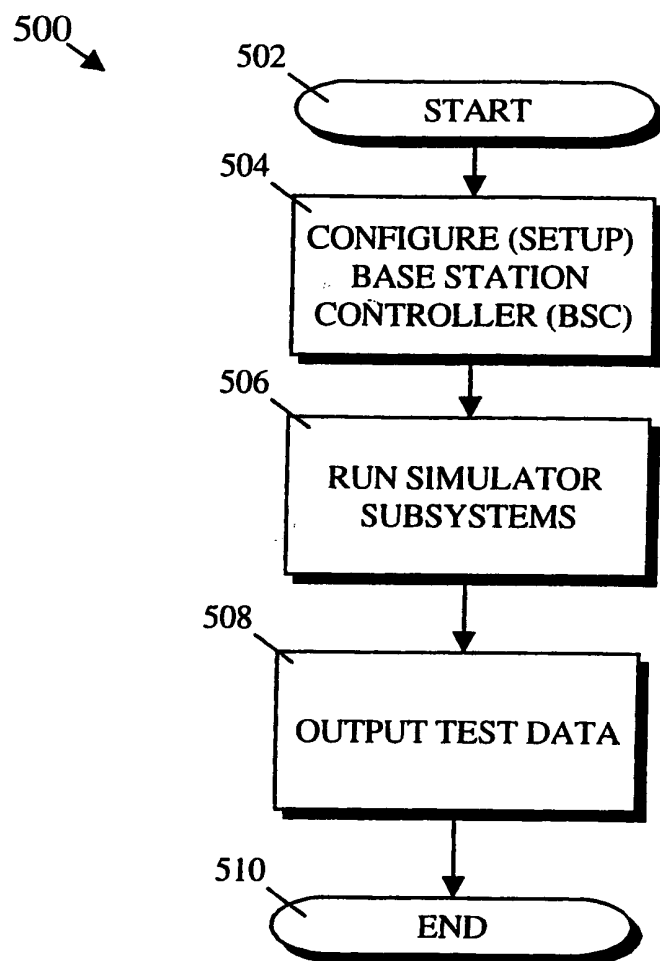 500
502
START
504
CONFIGURE (SETUP)
BASE STATION
CONTROLLER (BSC)
506
RUN SIMULATOR
SUBSYSTEMS
508
OUTPUT TEST DATA
510
END